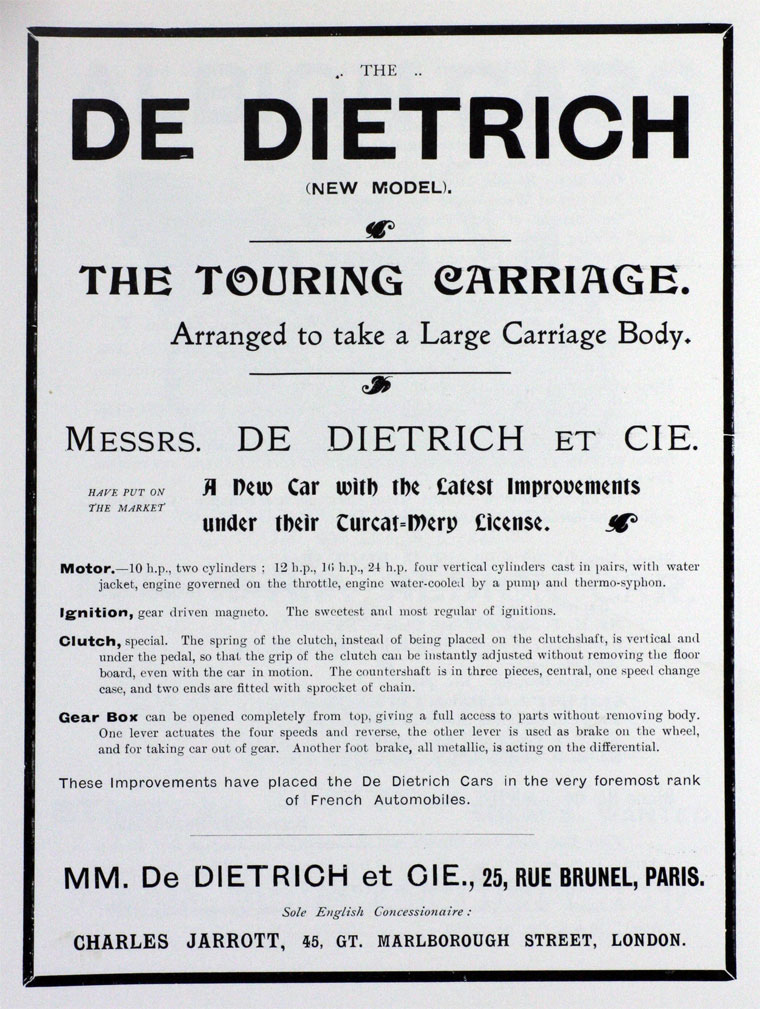 .. THE ..
DE DIETRICH
(NEW MODEL).
THE TOURING CARRIAGE.
Arranged to take a Large Carriage Body.
MESSRS. DE DIETRICH ET CIE.
HAVE PUT ON
THE MARKET
A New Car with the Latest Improvements
under their Turcat=Mery License.
Motor.—10 h.p., two cylinders ; 12 h.p., 16 h.p., 24 h.p. four vertical cylinders cast in pairs, with water
jacket, engine governed on the throttle, engine water-cooled by a pump and thermo-syphon.
Ignition, gear driven magneto. The sweetest and most regular of ignitions.
Clutch, special. The spring of the clutch, instead of being placed on the clutchshaft, is vertical and
under the pedal, so that the grip of the clutch can be instantly adjusted without removing the floor
board, even with the car in motion. The countershaft is in three pieces, central, one speed change
case, and two ends are fitted with sprocket of chain.
Gear Box can be opened completely from top, giving a full access to parts without removing body.
One lever actuates the four speeds and reverse, the other lever is used as brake on the wheel,
and for taking car out of gear. Another foot brake, all metallic, is acting on the differential.
These Improvements have placed the De Dietrich Cars in the very foremost rank
of French Automobiles.
MM. De DIETRICH et CIE., 25, RUE BRUNEL, PARIS.
Sole English Concessionaire :
CHARLES JARROTT, 45, GT. MARLBOROUGH STREET, LONDON.